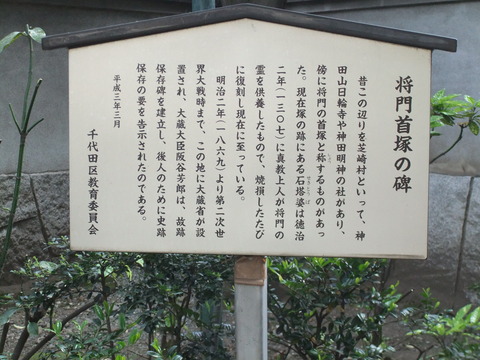 将門首塚の碑
昔この辺りを芝崎村といって、神
田山日輪寺や神田明神の社があり、
傍に将門の首塚と称するものがあっ
た。現在塚の跡にある石塔婆は徳治
二年(一三〇七)に真教上人が将門の
霊を供養したもので、焼損したたび
に復刻し現在に至っている。
明治二年(一八六九)より第二次世
界大戦時まで、この地に大蔵省が設
置され、大蔵大臣阪谷芳郎は、故跡
保存碑を建立し、後人のために史跡
保存の要を告示されたのである。
平成三年三月
千代田区教育委員会